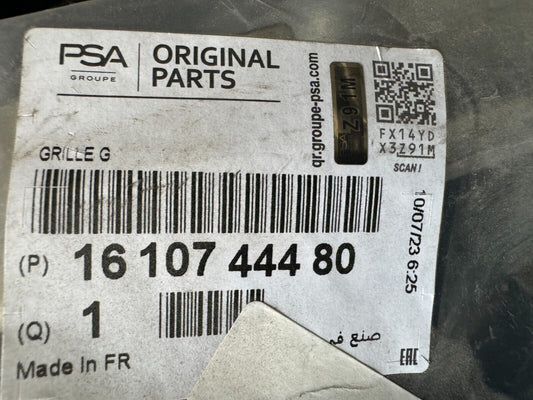 PSA
GROUPE
ORIGINAL
PARTS
qr.groupe-psa.com
Z91M
FX14YD
X3Z91M
SCAN!
GRILLE G
10/07/23 6:25
(P) 16 107 444 80
(Q) 1
صنع في
Made In FR
EAC